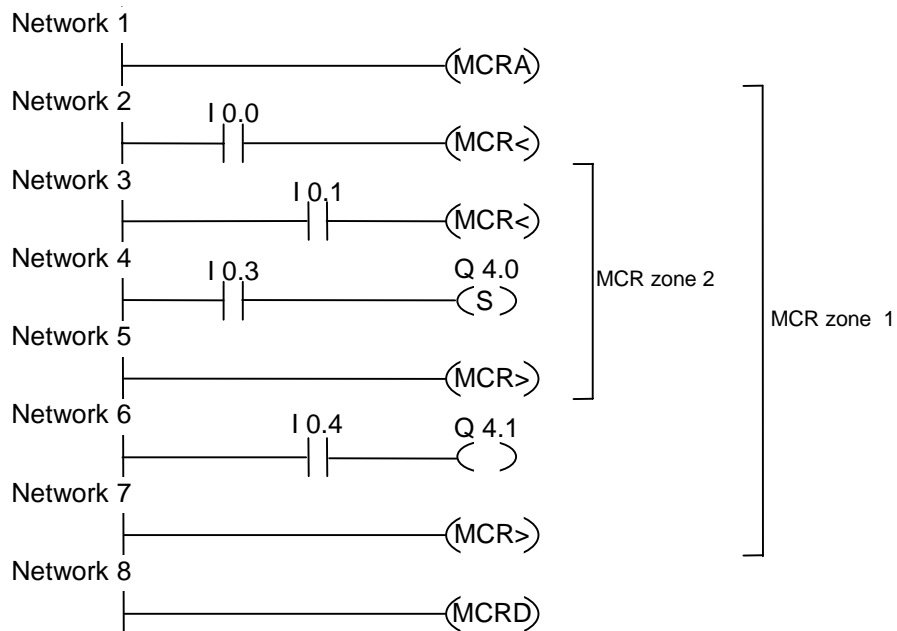 Network 1
(MCRA)
Network 2
I 0.0
(MCR<)
Network 3
I 0.1
(MCR<)
Network 4
I 0.3
Q 4.0
(S)
MCR zone 2
Network 5
MCR zone 1
(MCR>)
Network 6
I 0.4
Q 4.1
( )
Network 7
(MCR>)
Network 8
(MCRD)